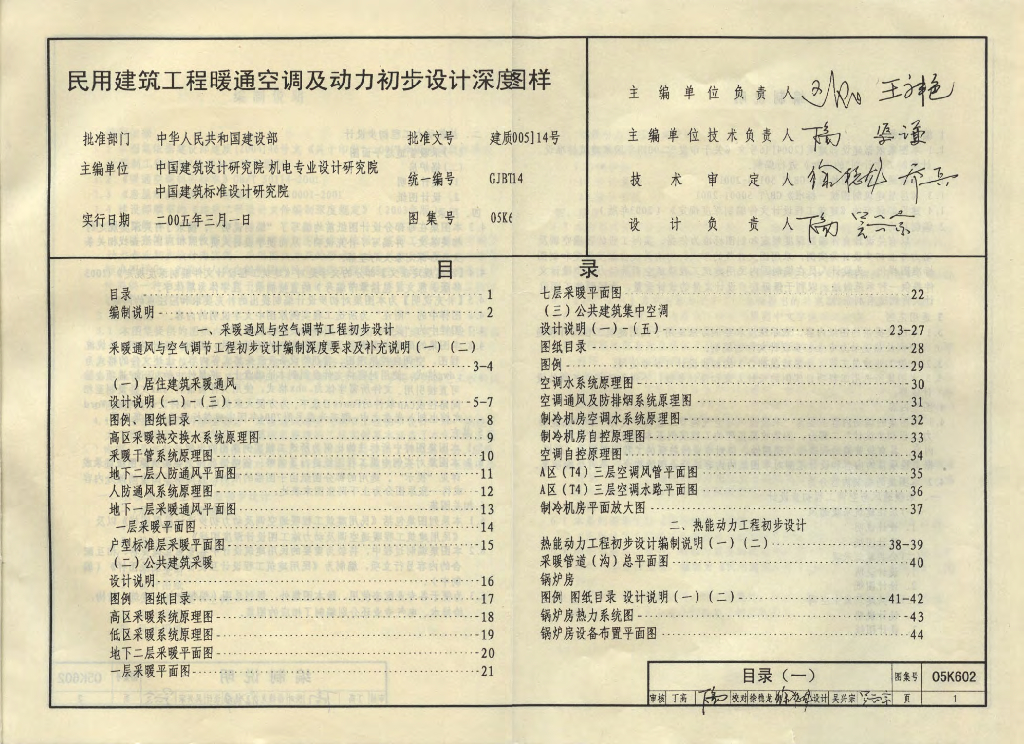 民用建筑工程暖通空调及动力初步设计深度图样
批准部门 中华人民共和国建设部 批准文号 建质005]14号
主编单位 中国建筑设计研究院 机电专业设计研究院
中国建筑标准设计研究院 统一编号 GJBT14
实行日期 二00五年三月一日 图集号 05K6
主编单位负责人
主编单位技术负责人
技术审定人
设计负责人
目 录
目录 1
编制说明 2
一、采暖通风与空气调节工程初步设计
采暖通风与空气调节工程初步设计编制深度要求及补充说明(一)(二)
3-4
(一)居住建筑采暖通风
设计说明(一)-(三) 5-7
图例、图纸目录 8
高区采暖热交换水系统原理图 9
采暖干管系统原理图 10
地下二层人防通风平面图 11
人防通风系统原理图 12
地下一层采暖通风平面图 13
一层采暖平面图 14
户型标准层采暖平面图 15
(二)公共建筑采暖
设计说明 16
图例 图纸目录 17
高区采暖系统原理图 18
低区采暖系统原理图 19
地下二层采暖平面图 20
一层采暖平面图 21
七层采暖平面图 22
(三)公共建筑集中空调
设计说明(一)-(五) 23-27
图纸目录 28
图例 29
空调水系统原理图 30
空调通风及防排烟系统原理图 31
制冷机房空调水系统原理图 32
制冷机房自控原理图 33
空调自控原理图 34
A区(T4)三层空调风管平面图 35
A区(T4)三层空调水路平面图 36
制冷机房平面放大图 37
二、热能动力工程初步设计
热能动力工程初步设计编制说明(一)(二) 38-39
采暖管道(沟)总平面图 40
锅炉房
图例 图纸目录 设计说明(一)(二) 41-42
锅炉房热力系统图 43
锅炉房设备布置平面图 44
目录(一) 图集号 05K602
审核 丁高 校对 徐稳龙 设计 吴兴宗 页 1